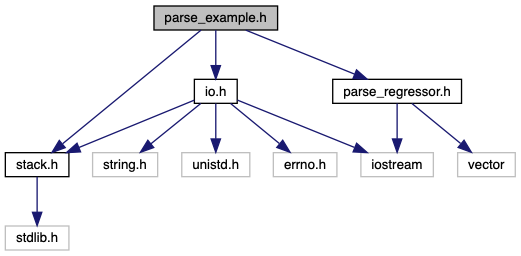 parse_example.h
io.h
parse_regressor.h
stack.h
string.h
unistd.h
errno.h
iostream
vector
stdlib.h